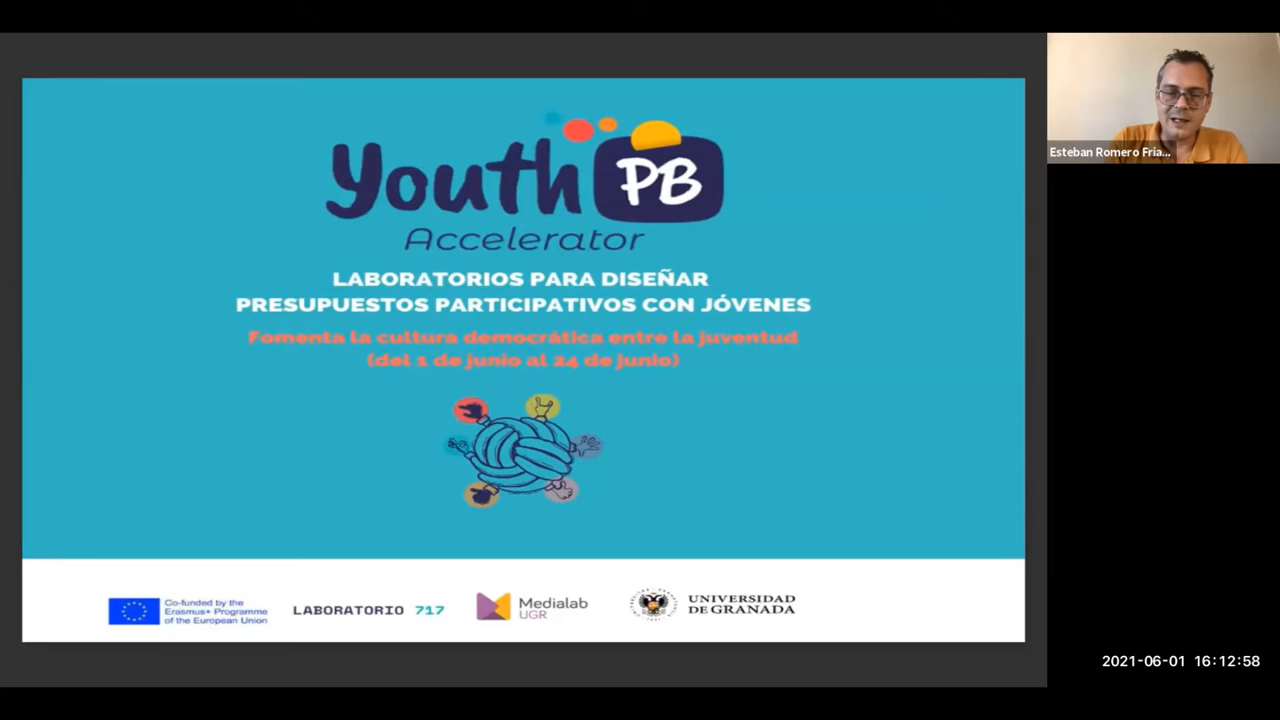 Youth PB
Accelerator
LABORATORIOS PARA DISEÑAR
PRESUPUESTOS PARTICIPATIVOS CON JÓVENES
Fomenta la cultura democrática entre la juventud
(del 1 de junio al 24 de junio)
Co-funded by the
Erasmus+ Programme
of the European Union
LABORATORIO 717
Medialab
UGR
UNIVERSIDAD
DE GRANADA
Esteban Romero Fria...
2021-06-01 16:12:58